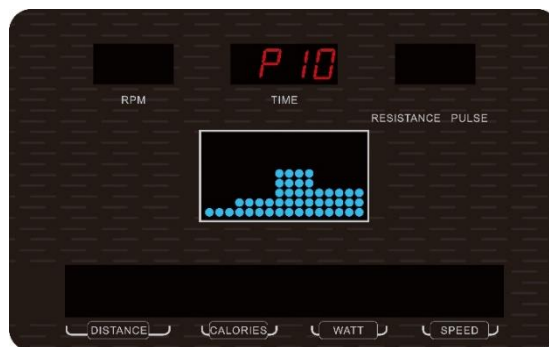 P 10
RPM
TIME
RESISTANCE PULSE
DISTANCE
CALORIES
WATT
SPEED